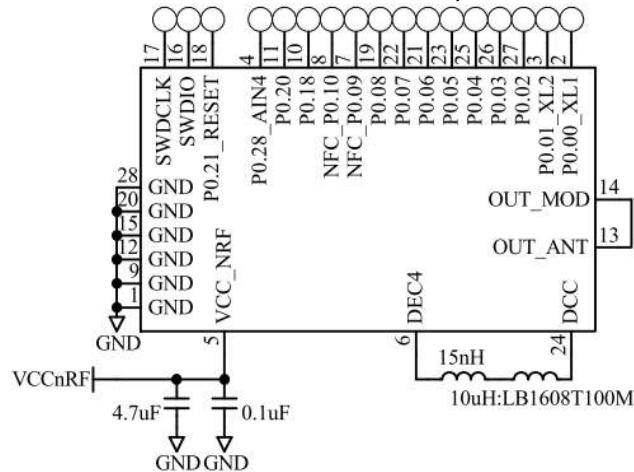 17 16 18 4 11 10 8 7 19 22 21 23 25 26 27 3 2
SWDCLK
SWDIO
P0.21_RESET
P0.28_AIN4
P0.20
P0.18
NFC_P0.10
NFC_P0.09
P0.08
P0.07
P0.06
P0.05
P0.04
P0.03
P0.02
P0.01_XL2
P0.00_XL1
28 GND
20 GND
15 GND
12 GND
9 GND
1 GND
GND
OUT_MOD 14
OUT_ANT 13
VCC_NRF
DEC4
DCC
5
6
24
15nH
10uH:LB1608T100M
VCCnRF
4.7uF
0.1uF
GND GND